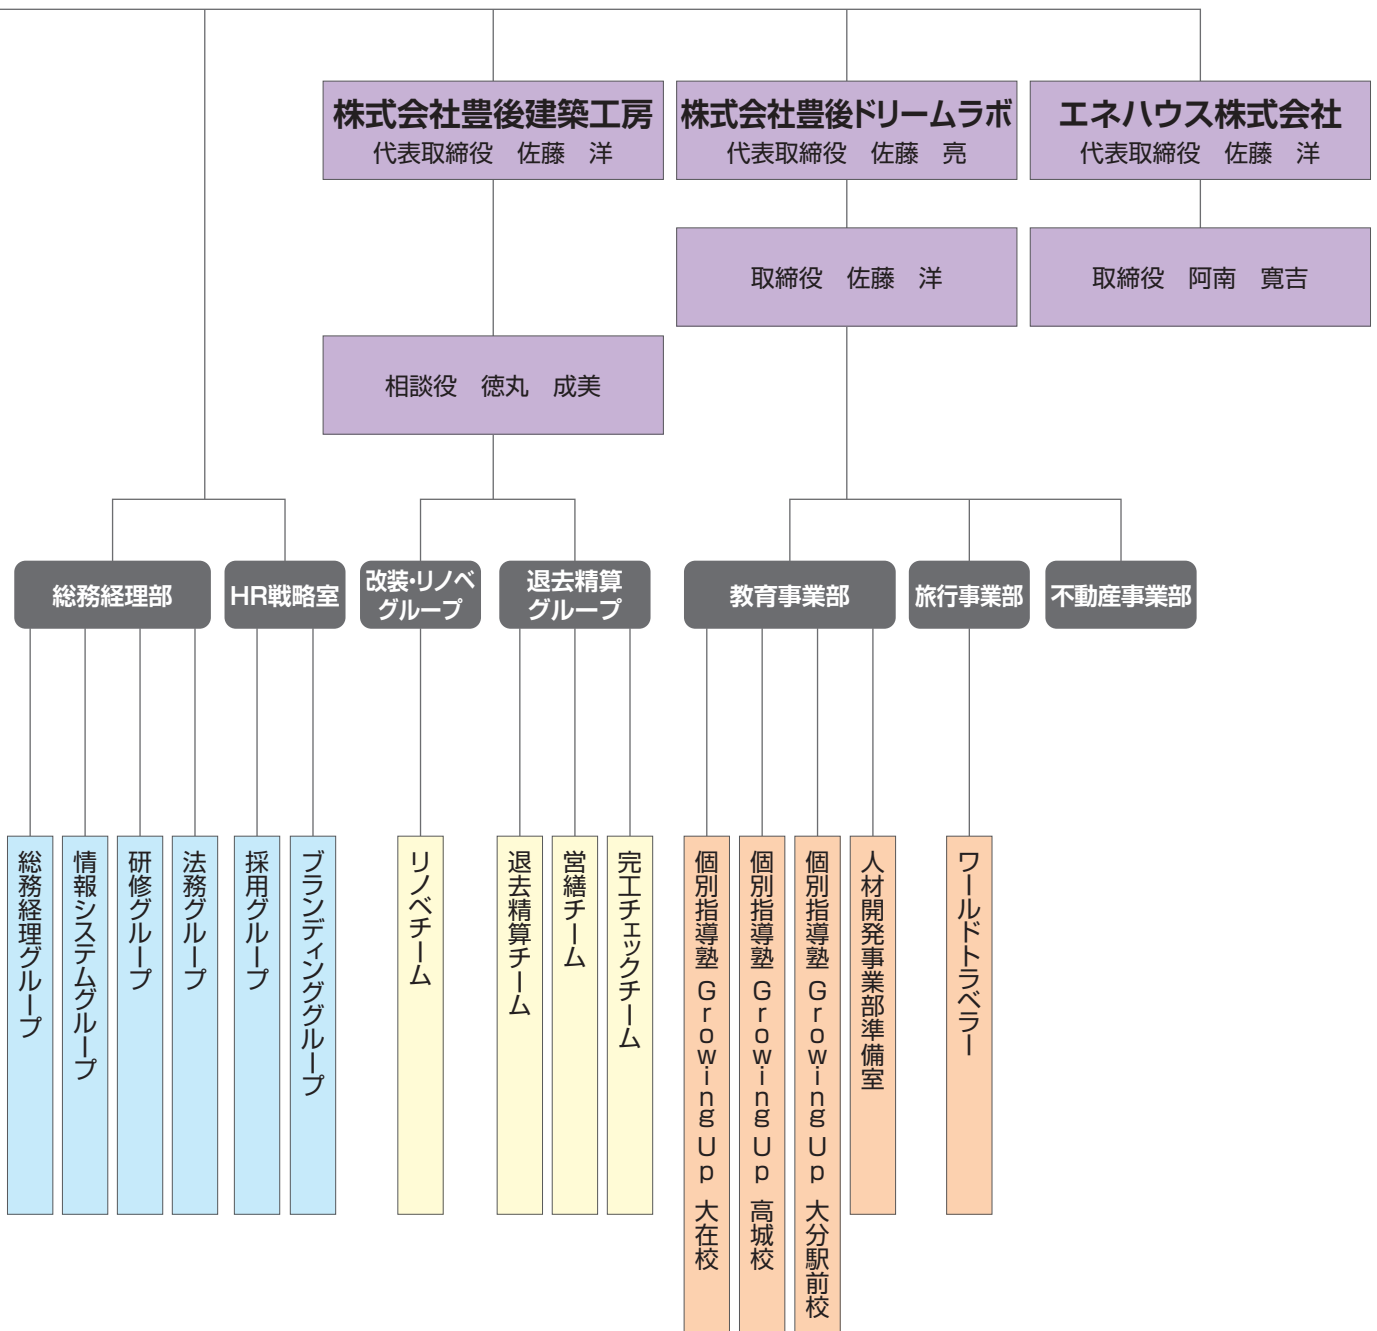 株式会社豊後建築工房
代表取締役　佐藤　洋
株式会社豊後ドリームラボ
代表取締役　佐藤　亮
エネハウス株式会社
代表取締役　佐藤　洋
取締役　佐藤　洋
取締役　阿南　寛吉
相談役　徳丸　成美
総務経理部
HR戦略室
改装・リノベ
グループ
退去精算
グループ
教育事業部
旅行事業部
不動産事業部
総務経理グループ
情報システムグループ
研修グループ
法務グループ
採用グループ
ブランディンググループ
リノベチーム
退去精算チーム
営繕チーム
完工チェックチーム
個別指導塾 Growing Up 大在校
個別指導塾 Growing Up 高城校
個別指導塾 Growing Up 大分駅前校
人材開発事業部準備室
ワールドトラベラー